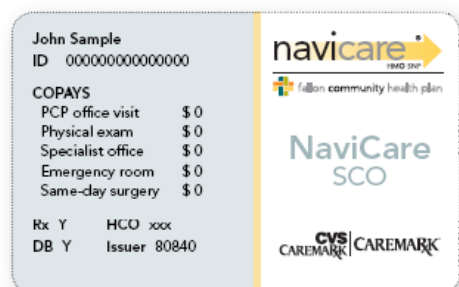 John Sample
ID 000000000000000
COPAYS
PCP office visit $ 0
Physical exam $ 0
Specialist office $ 0
Emergency room $ 0
Same-day surgery $ 0
Rx Y HCO xxx
DB Y Issuer 80840
navicare®
HMO SNP
fallon community health plan
NaviCare
SCO
CVS
CAREMARK | CAREMARK